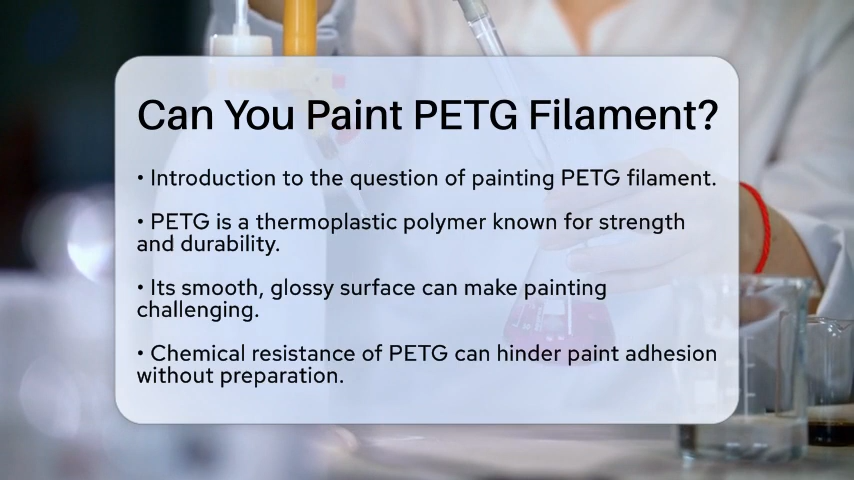 Can You Paint PETG Filament?
• Introduction to the question of painting PETG filament.
• PETG is a thermoplastic polymer known for strength
and durability.
• Its smooth, glossy surface can make painting
challenging.
• Chemical resistance of PETG can hinder paint adhesion
without preparation.